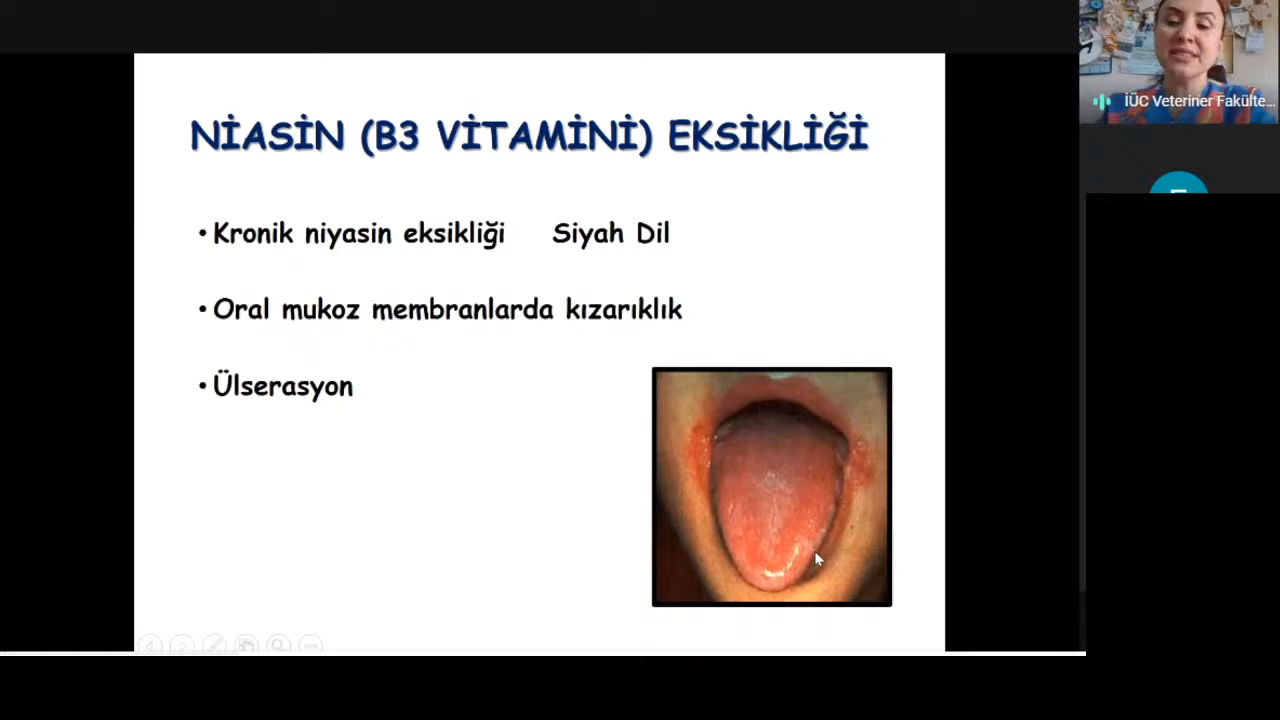 NİASİN (B3 VİTAMİNİ) EKSİKLİĞİ
• Kronik niyasin eksikliği Siyah Dil
• Oral mukoz membranlarda kızarıklık
• Ülserasyon
İÜC Veteriner Fakülte...